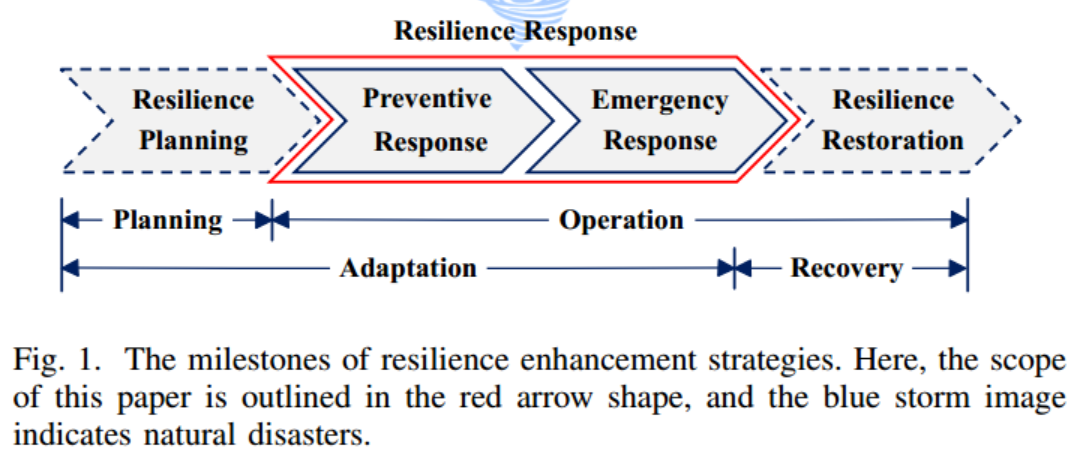 Resilience Response
Resilience
Planning
Preventive
Response
Emergency
Response
Resilience
Restoration
Planning
Operation
Adaptation
Recovery
Fig. 1. The milestones of resilience enhancement strategies. Here, the scope
of this paper is outlined in the red arrow shape, and the blue storm image
indicates natural disasters.